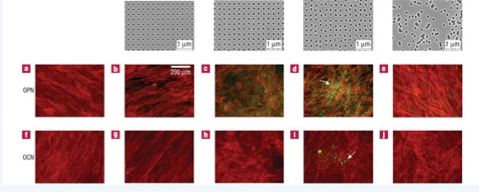 1 µm 1 µm 1 µm 1 µm
a b c d e
200 µm
OPN
f g h i j
OCN